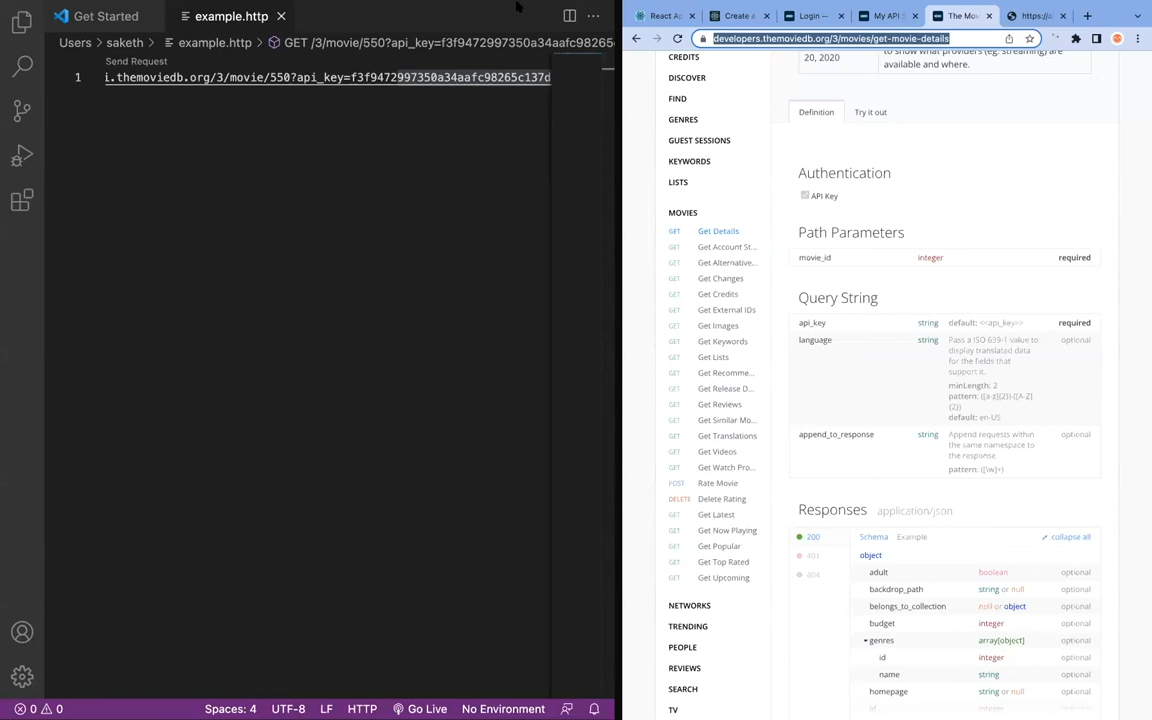 Get Started
example.http
Users > saketh > example.http > GET /3/movie/550?api_key=f3f9472997350a34aafc98265
Send Request
1 i.themoviedb.org/3/movie/550?api_key=f3f9472997350a34aafc98265c137d
0 0 Spaces: 4 UTF-8 LF HTTP Go Live No Environment
React A
Create a
Login —
My API S
The Mov
https://a
developers.themoviedb.org/3/movies/get-movie-details
CREDITS
DISCOVER
FIND
GENRES
GUEST SESSIONS
KEYWORDS
LISTS
MOVIES
GET Get Details
GET Get Account St...
GET Get Alternative...
GET Get Changes
GET Get Credits
GET Get External IDs
GET Get Images
GET Get Keywords
GET Get Lists
GET Get Recomme...
GET Get Release D...
GET Get Reviews
GET Get Similar Mo...
GET Get Translations
GET Get Videos
GET Get Watch Pro...
POST Rate Movie
DELETE Delete Rating
GET Get Latest
GET Get Now Playing
GET Get Popular
GET Get Top Rated
GET Get Upcoming
NETWORKS
TRENDING
PEOPLE
REVIEWS
SEARCH
TV
20, 2020
to show what providers (eg. streaming) are
available and where.
Definition Try it out
Authentication
API Key
Path Parameters
movie_id integer required
Query String
api_key string default: <<api_key>> required
language string Pass a ISO 639-1 value to optional
display translated data
for the fields that
support it.
minLength: 2
pattern: ([a-z]{2})-([A-Z]
{2})
default: en-US
append_to_response string Append requests within optional
the same namespace to
the response
pattern: ([\w]+)
Responses application/json
200
401
404
Schema Example collapse all
object
adult boolean optional
backdrop_path string or null optional
belongs_to_collection null or object optional
budget integer optional
genres array[object] optional
id integer optional
name string optional
homepage string or null optional